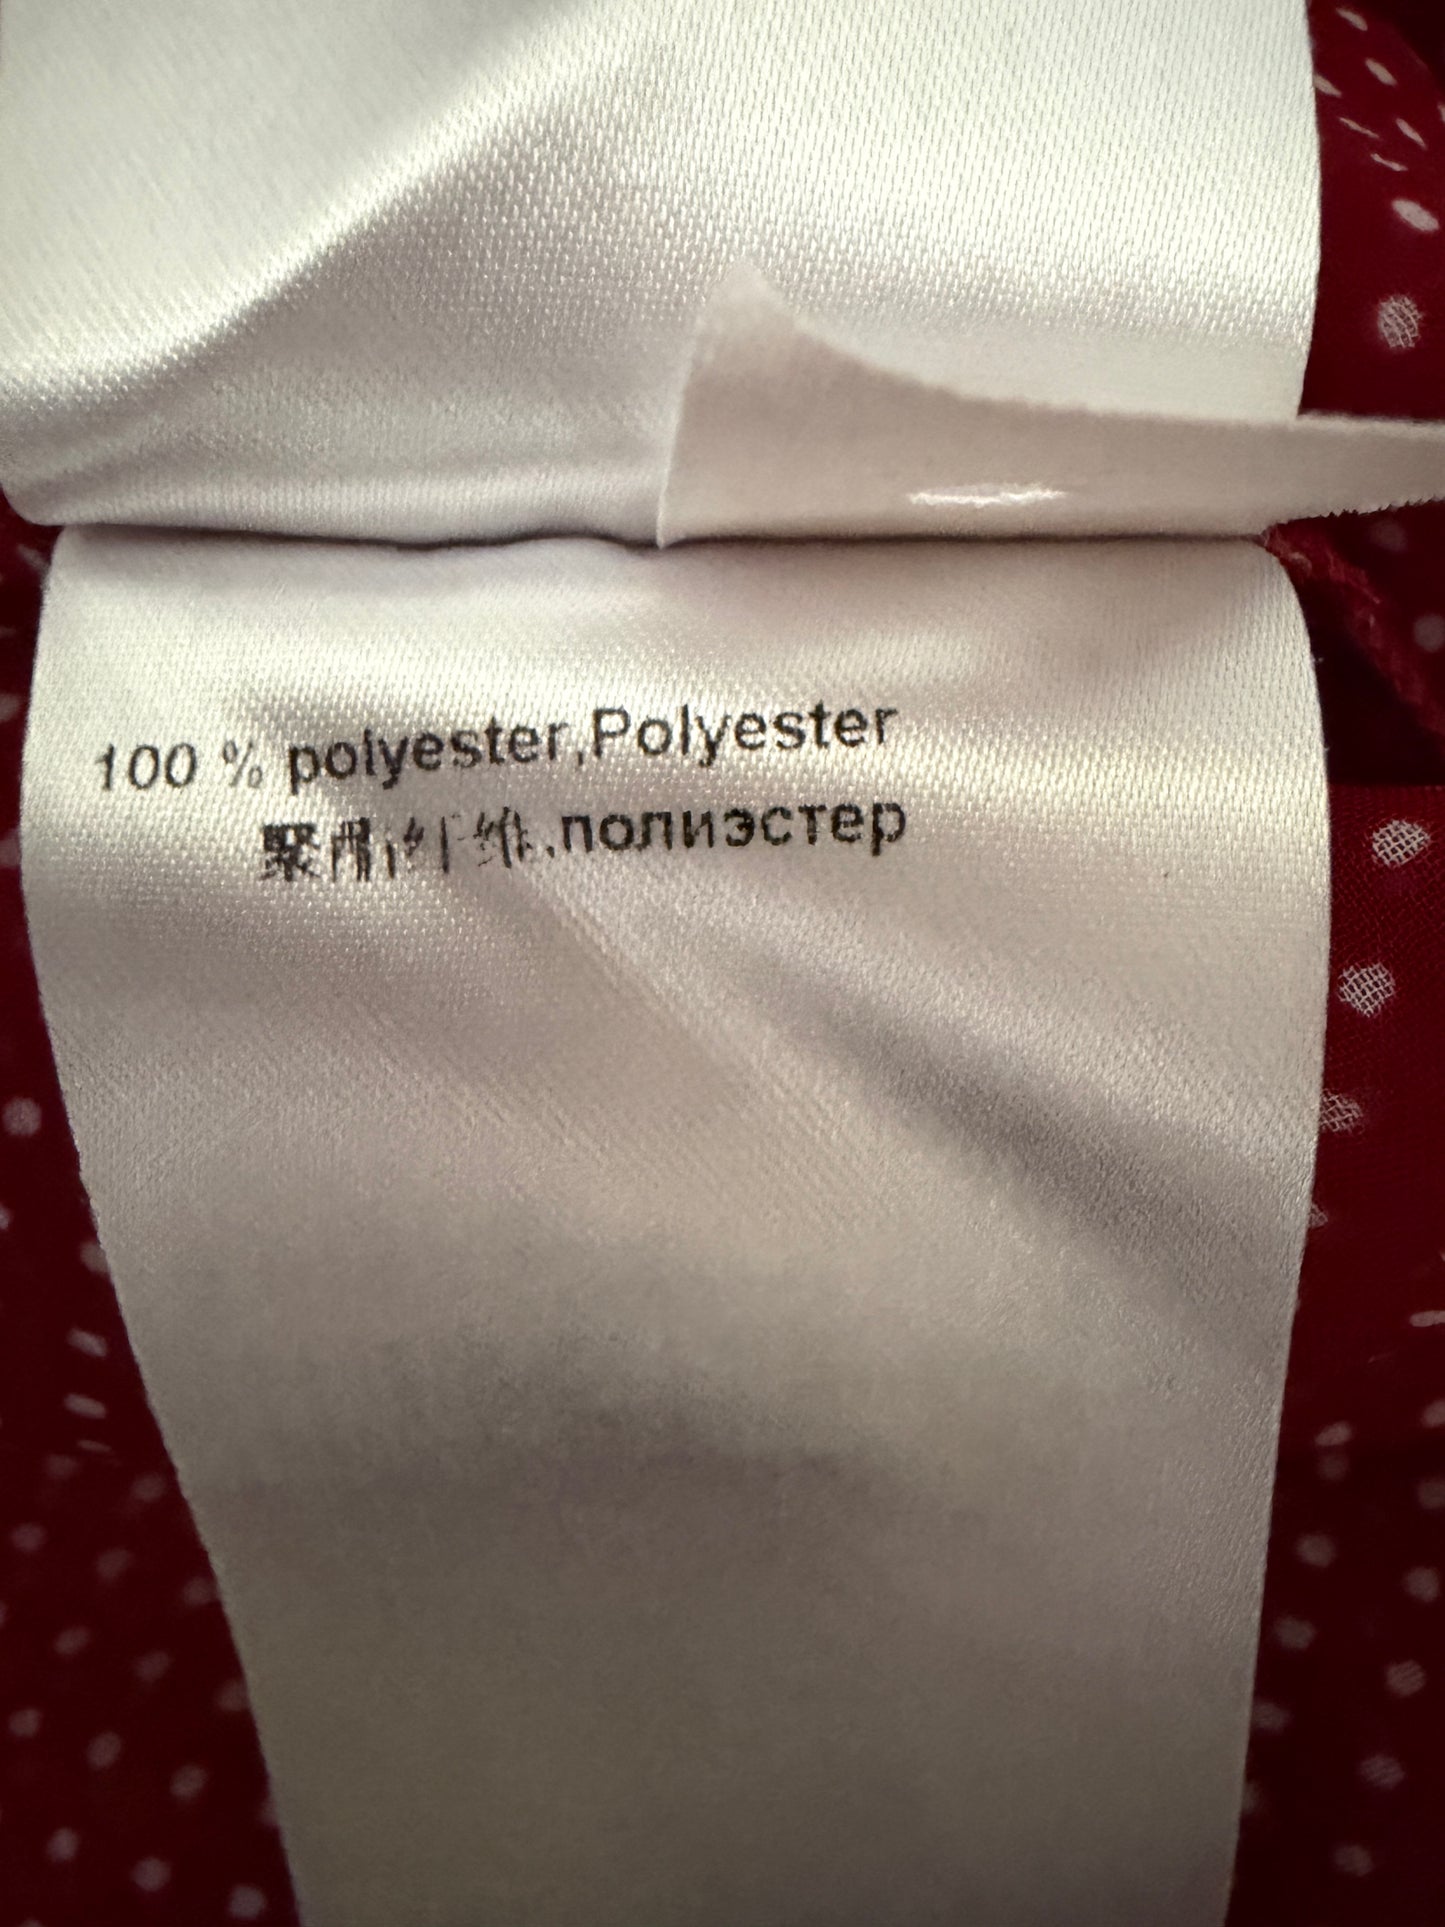 100 % polyester,Polyester
聚酯纤维,полиэстер